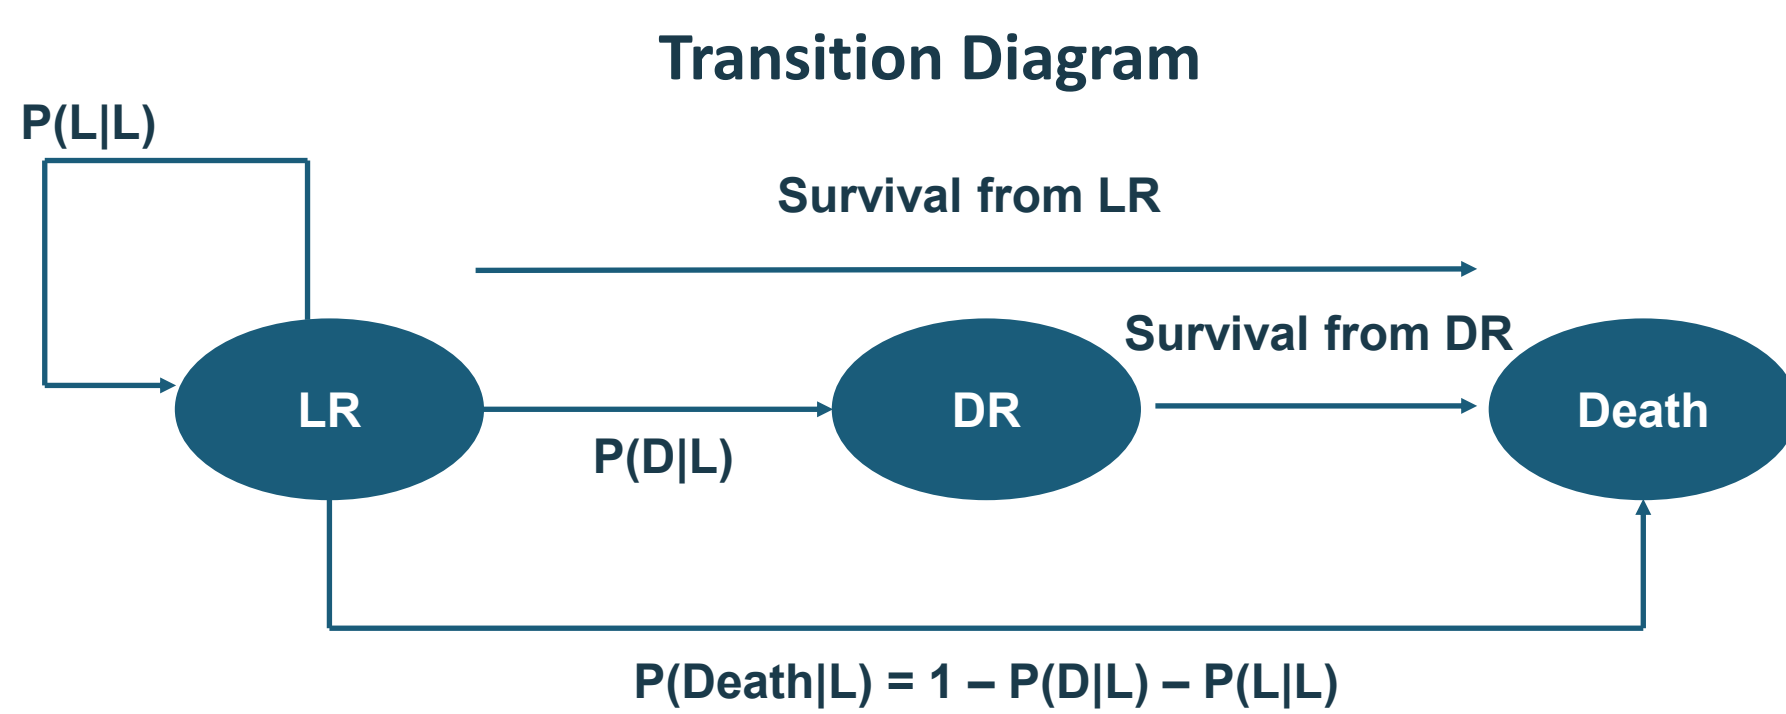 Transition Diagram
P(L|L)
Survival from LR
Survival from DR
LR
DR
Death
P(D|L)
P(Death|L) = 1 – P(D|L) – P(L|L)